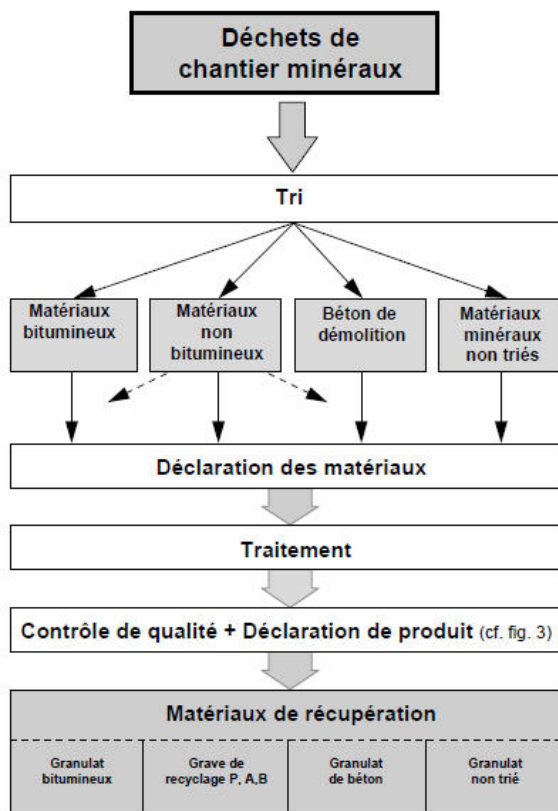 Déchets de
chantier minéraux
Tri
Matériaux
bitumineux
Matériaux
non
bitumineux
Béton de
démolition
Matériaux
minéraux
non triés
Déclaration des matériaux
Traitement
Contrôle de qualité + Déclaration de produit (cf. fig. 3)
Matériaux de récupération
Granulat
bitumineux
Grave de
recyclage P, A,B
Granulat
de béton
Granulat
non trié